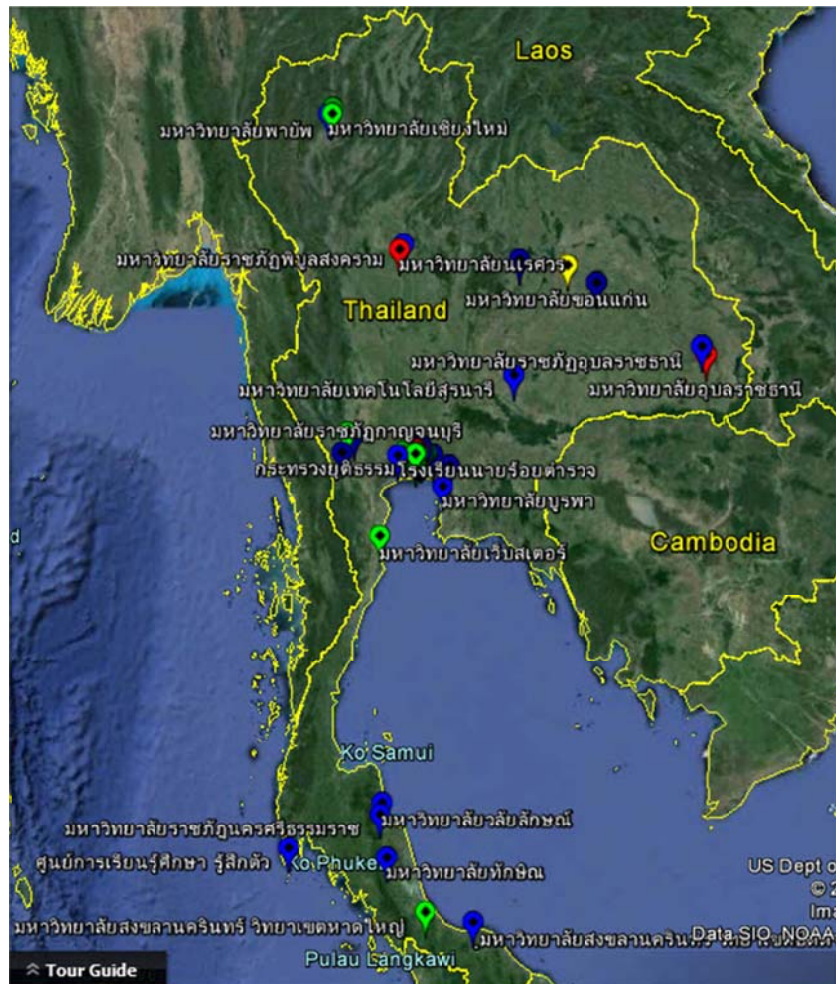 Laos
มหาวิทยาลัยพายัพ มหาวิทยาลัยเชียงใหม่
มหาวิทยาลัยราชภัฏพิบูลสงคราม มหาวิทยาลัยนเรศวร
มหาวิทยาลัยขอนแก่น
Thailand
มหาวิทยาลัยราชภัฏอุบลราชธานี
มหาวิทยาลัยเทคโนโลยีสุรนารี มหาวิทยาลัยอุบลราชธานี
มหาวิทยาลัยราชภัฏกาญจนบุรี
กระทรวงยุติธรรม โรงเรียนนายร้อยตำรวจ
มหาวิทยาลัยบูรพา
Cambodia
มหาวิทยาลัยเว็บสเตอร์
Ko Samui
มหาวิทยาลัยวลัยลักษณ์
มหาวิทยาลัยราชภัฏนครศรีธรรมราช
ศูนย์การเรียนรู้ศึกษา รู้สึกตัว Ko Phuke มหาวิทยาลัยทักษิณ
US Dept o
© 2
มหาวิทยาลัยสงขลานครินทร์ วิทยาเขตหาดใหญ่
Ima
Data SIO, NOAA
มหาวิทยาลัยสงขลานครินทร์
Pulau Langkawi
Tour Guide